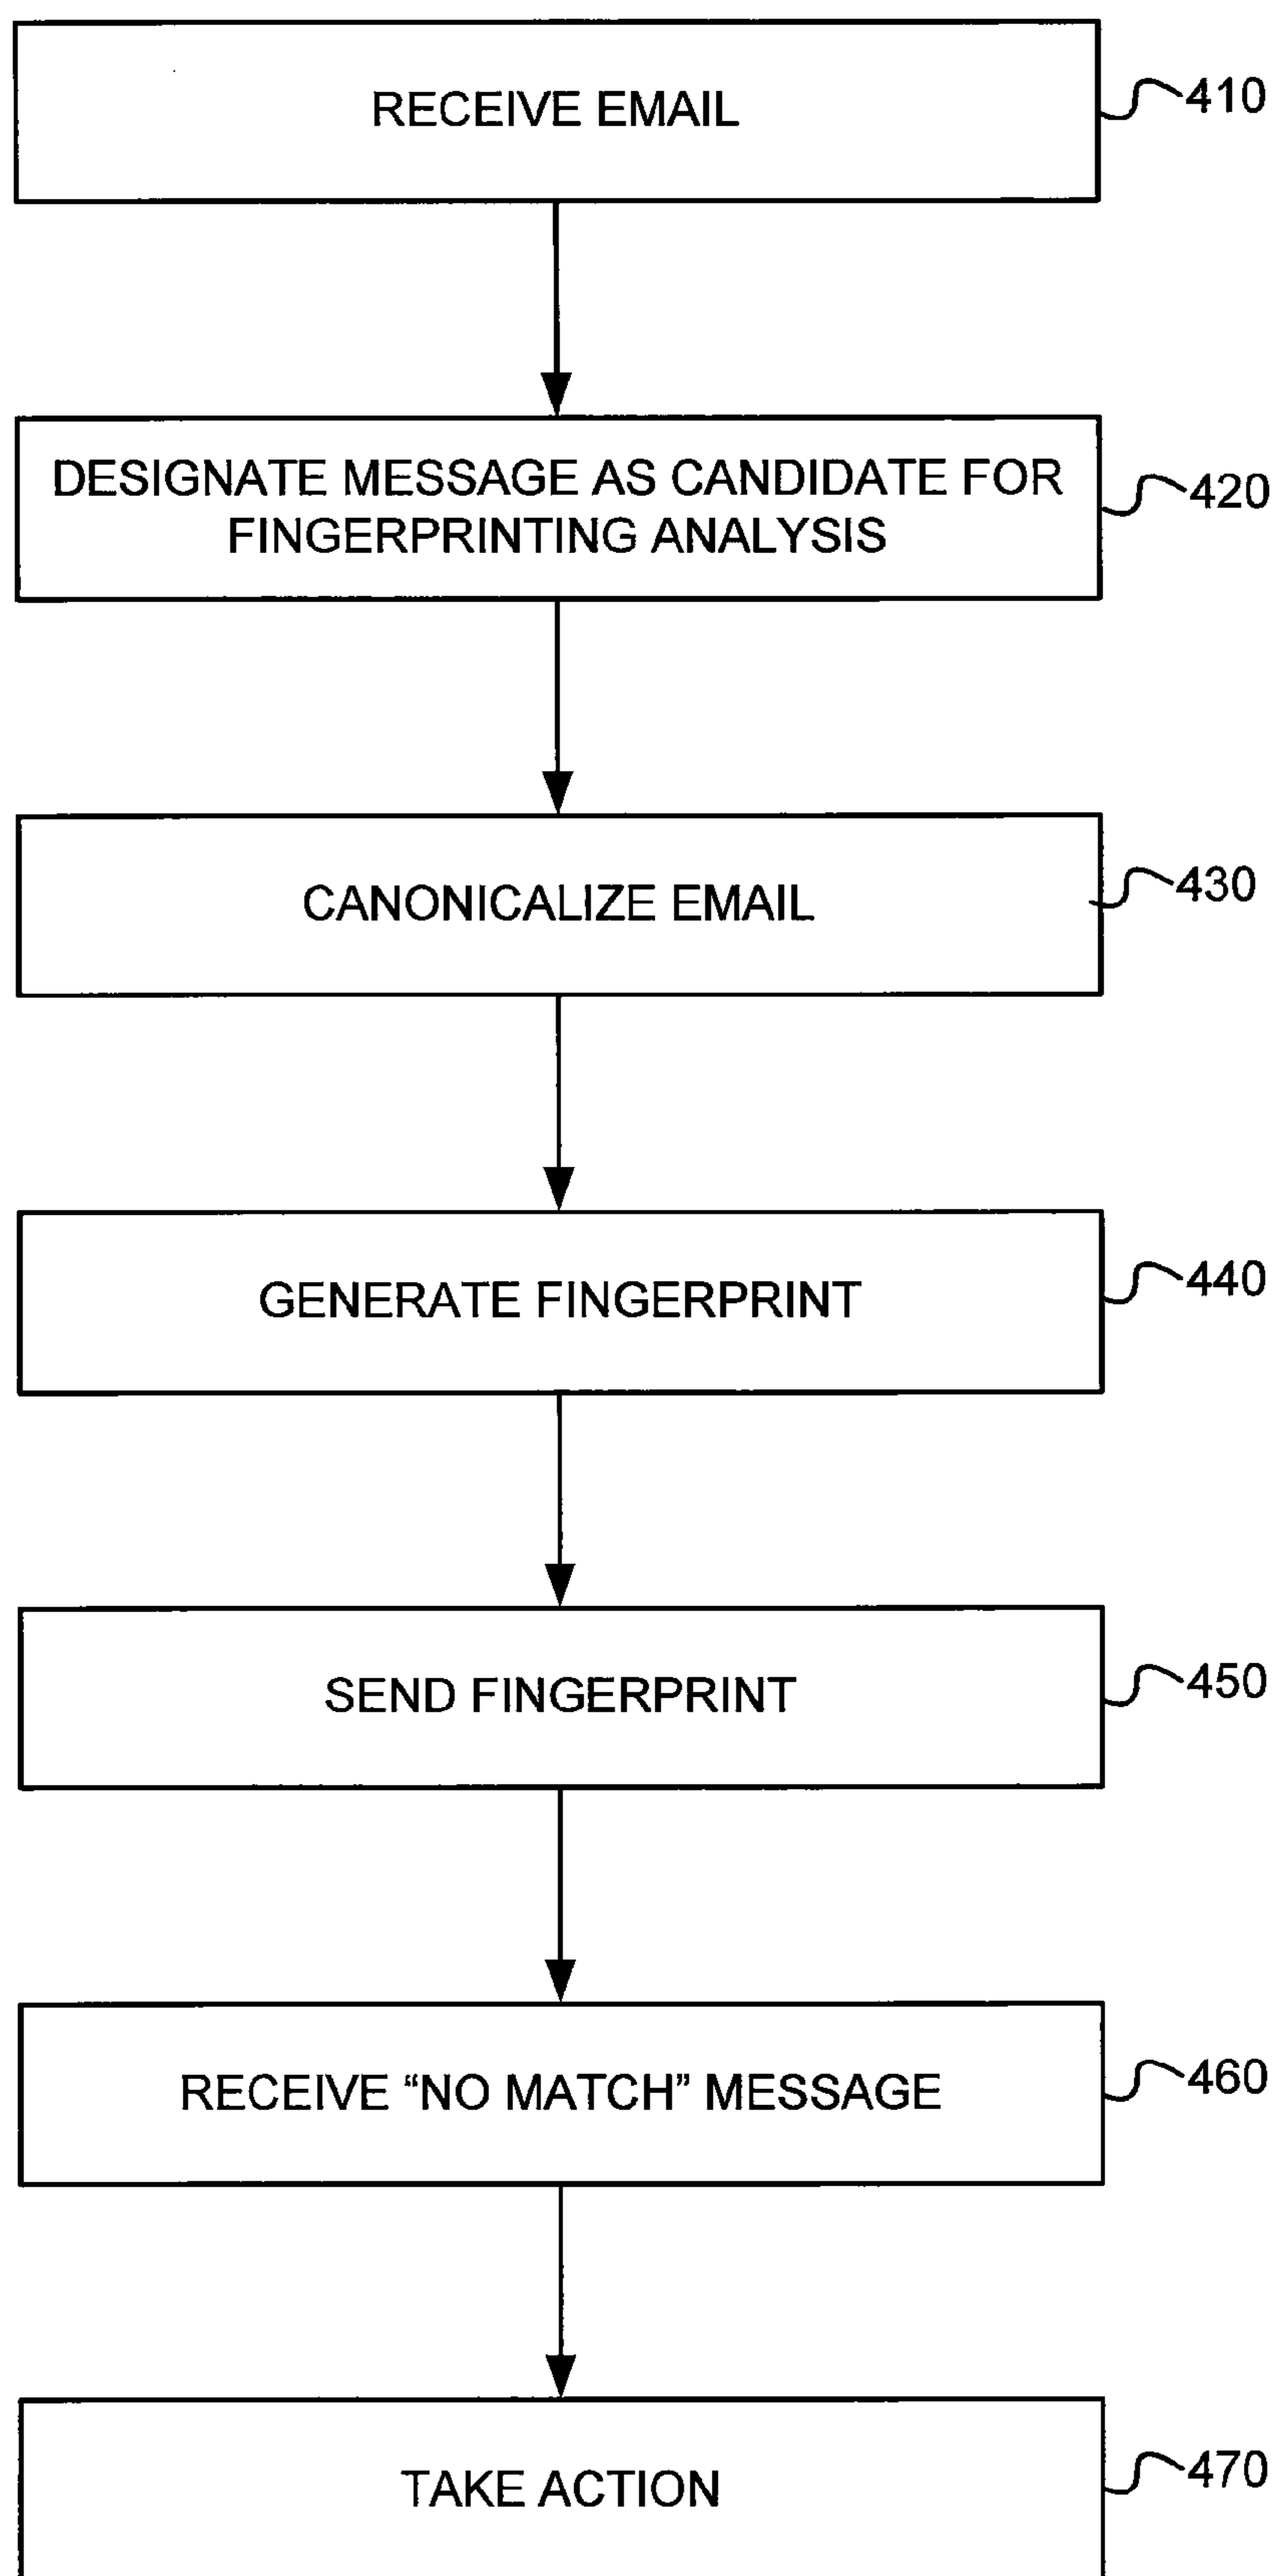 RECEIVE EMAIL
410
DESIGNATE MESSAGE AS CANDIDATE FOR
FINGERPRINTING ANALYSIS
420
CANONICALIZE EMAIL
430
GENERATE FINGERPRINT
440
SEND FINGERPRINT
450
RECEIVE “NO MATCH” MESSAGE
460
TAKE ACTION
470